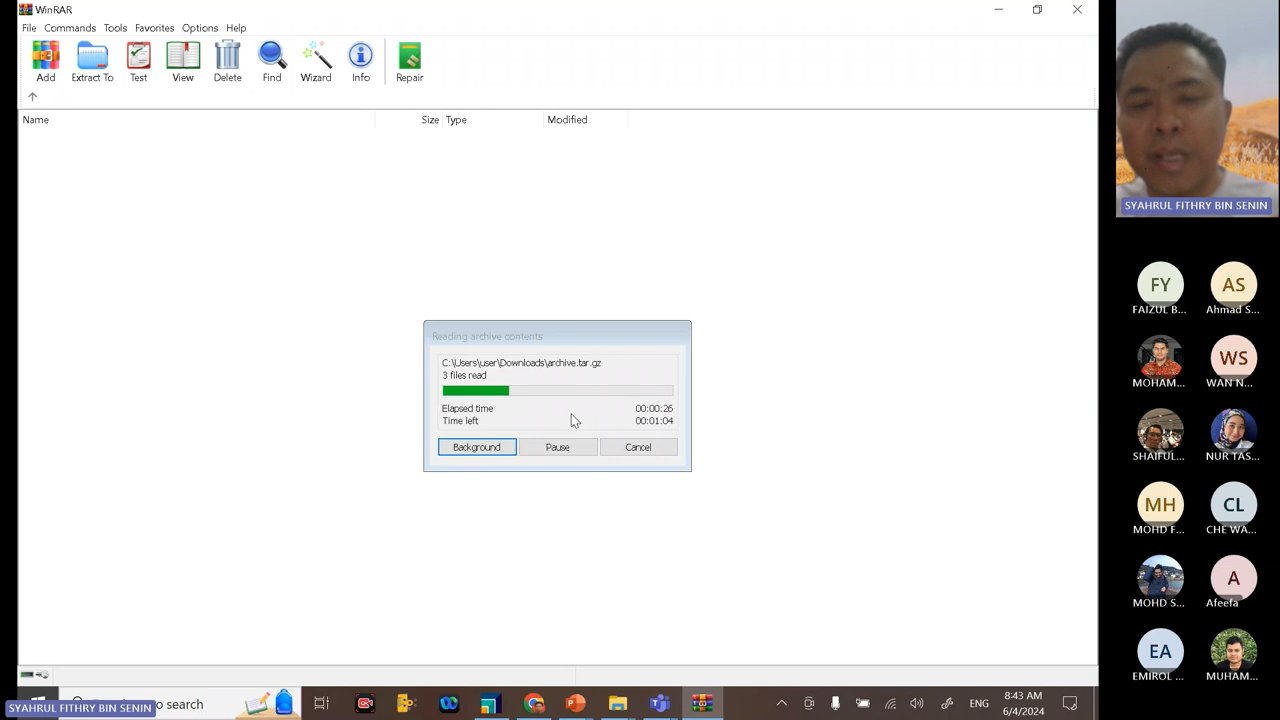 WinRAR
File Commands Tools Favorites Options Help
Add Extract To Test View Delete Find Wizard Info Repair
Name Size Type Modified
Reading archive contents
C:\Users\user\Downloads\archive.tar.gz
3 files read
Elapsed time 00:00:26
Time left 00:01:04
Background Pause Cancel
SYAHRUL FITHRY BIN SENIN
FY AS
FAIZUL B... Ahmad S...
WS
MOHAM... WAN N...
SHAIFUL... NUR TAS...
MH CL
MOHD F... CHE WA...
A
MOHD S... Afeefa
EA
EMIROL ... MUHAM...
SYAHRUL FITHRY BIN SENIN
to search
ENG
8:43 AM
6/4/2024